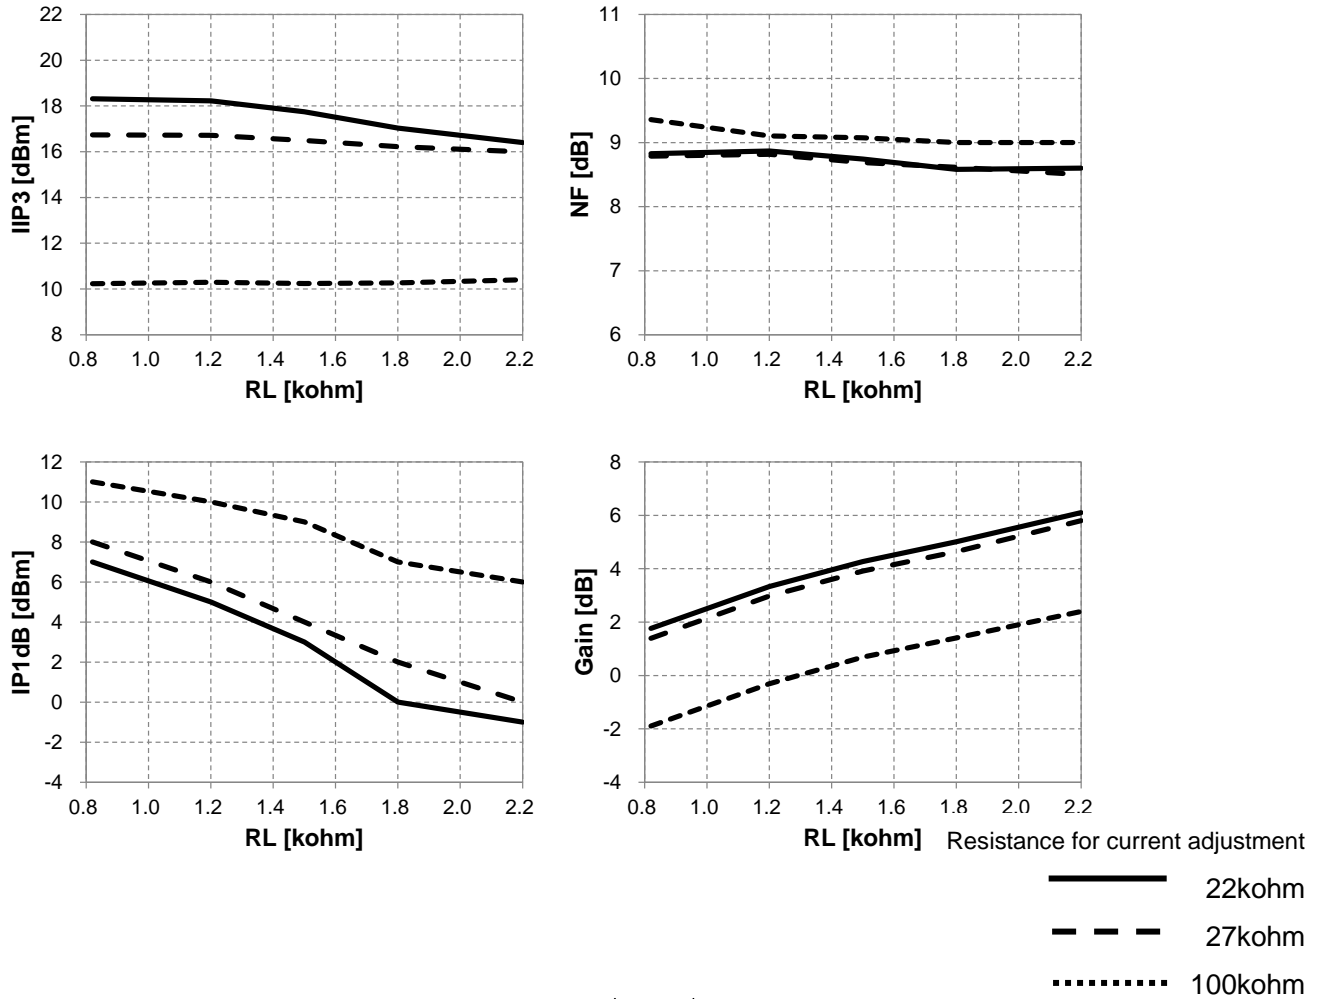 22
20
18
16
14
12
10
8
IIP3 [dBm]
0.8 1.0 1.2 1.4 1.6 1.8 2.0 2.2
RL [kohm]
11
10
9
8
7
6
NF [dB]
0.8 1.0 1.2 1.4 1.6 1.8 2.0 2.2
RL [kohm]
12
10
8
6
4
2
0
-2
-4
IP1dB [dBm]
0.8 1.0 1.2 1.4 1.6 1.8 2.0 2.2
RL [kohm]
8
6
4
2
0
-2
-4
Gain [dB]
0.8 1.0 1.2 1.4 1.6 1.8 2.0 2.2
RL [kohm]
Resistance for current adjustment
22kohm
27kohm
100kohm